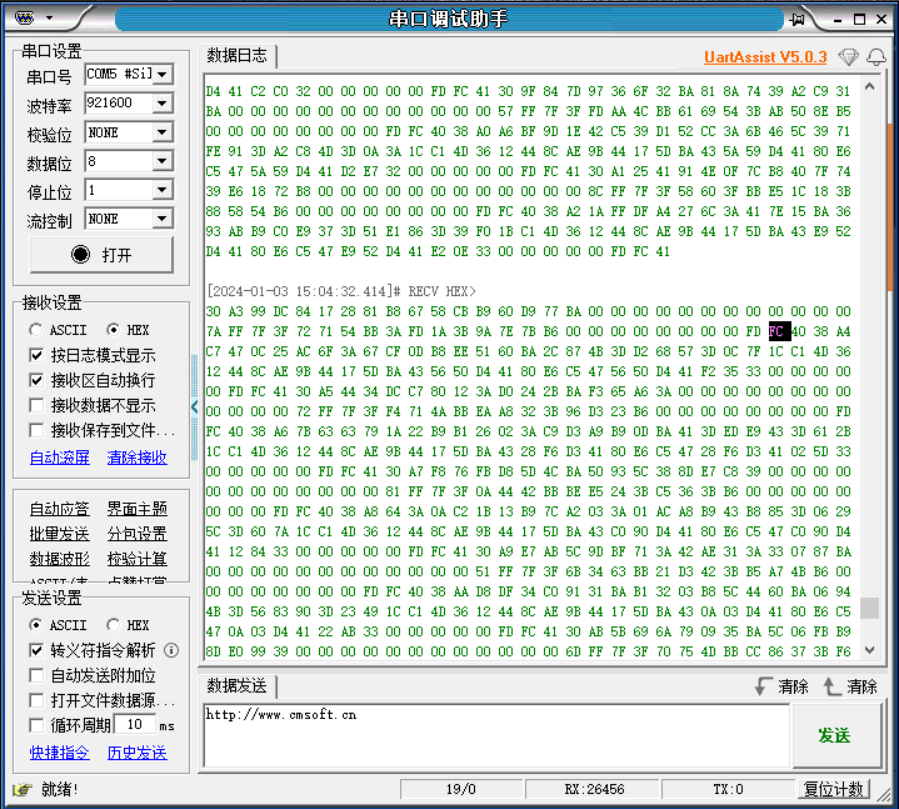 串口调试助手
串口设置
串口号 COM5 #Sil
波特率 921600
校验位 NONE
数据位 8
停止位 1
流控制 NONE
打开
接收设置
ASCII HEX
按日志模式显示
接收区自动换行
接收数据不显示
接收保存到文件...
自动滚屏 清除接收
自动应答 界面主题
批量发送 分包设置
数据波形 校验计算
发送设置
ASCII HEX
转义符指令解析
自动发送附加位
打开文件数据源...
循环周期 10 ms
快捷指令 历史发送
数据日志
UartAssist V5.0.3
D4 41 C2 C0 32 00 00 00 00 00 FD FC 41 30 9F 84 7D 97 36 6F 32 BA 81 8A 74 39 A2 C9 31
BA 00 00 00 00 00 00 00 00 00 00 00 00 57 FF 7F 3F FD AA 4C BB 61 69 54 3B AB 50 8E B5
00 00 00 00 00 00 00 00 FD FC 40 38 A0 A6 BF 9D 1E 42 C5 39 D1 52 CC 3A 6B 46 5C 39 71
FE 91 3D A2 C8 4D 3D 0A 3A 1C C1 4D 36 12 44 8C AE 9B 44 17 5D BA 43 5A 59 D4 41 80 E6
C5 47 5A 59 D4 41 D2 E7 32 00 00 00 00 00 FD FC 41 30 A1 25 41 91 4E 0F 7C B8 40 7F 74
39 E6 18 72 B8 00 00 00 00 00 00 00 00 00 00 00 00 8C FF 7F 3F 58 60 3F BB E5 1C 18 3B
88 58 54 B6 00 00 00 00 00 00 00 00 FD FC 40 38 A2 1A FF DF A4 27 6C 3A 41 7E 15 BA 36
93 AB B9 C0 E9 37 3D 51 E1 86 3D 39 F0 1B C1 4D 36 12 44 8C AE 9B 44 17 5D BA 43 E9 52
D4 41 80 E6 C5 47 E9 52 D4 41 E2 0E 33 00 00 00 00 00 FD FC 41
[2024-01-03 15:04:32.414]# RECV HEX>
30 A3 99 DC 84 17 28 81 B8 67 58 CB B9 60 D9 77 BA 00 00 00 00 00 00 00 00 00 00 00 00
7A FF 7F 3F 72 71 54 BB 3A FD 1A 3B 9A 7E 7B B6 00 00 00 00 00 00 00 00 FD FC 40 38 A4
C7 47 0C 25 AC 6F 3A 67 CF 0D B8 EE 51 60 BA 2C 87 4B 3D D2 68 57 3D 0C 7F 1C C1 4D 36
12 44 8C AE 9B 44 17 5D BA 43 56 50 D4 41 80 E6 C5 47 56 50 D4 41 F2 35 33 00 00 00 00
00 FD FC 41 30 A5 44 34 DC C7 80 12 3A D0 24 2B BA F3 65 A6 3A 00 00 00 00 00 00 00 00
00 00 00 00 72 FF 7F 3F F4 71 4A BB EA A8 32 3B 96 D3 23 B6 00 00 00 00 00 00 00 00 FD
FC 40 38 A6 7B 63 63 79 1A 22 B9 B1 26 02 3A C9 D3 A9 B9 0D BA 41 3D ED E9 43 3D 61 2B
1C C1 4D 36 12 44 8C AE 9B 44 17 5D BA 43 28 F6 D3 41 80 E6 C5 47 28 F6 D3 41 02 5D 33
00 00 00 00 00 FD FC 41 30 A7 F8 76 FB D8 5D 4C BA 50 93 5C 38 8D E7 C8 39 00 00 00 00
00 00 00 00 00 00 00 00 81 FF 7F 3F 0A 44 42 BB BE E5 24 3B C5 36 3B B6 00 00 00 00 00
00 00 00 FD FC 40 38 A8 64 3A 0A C2 1B 13 B9 7C A2 03 3A 01 AC A8 B9 43 B8 85 3D 06 29
5C 3D 60 7A 1C C1 4D 36 12 44 8C AE 9B 44 17 5D BA 43 C0 90 D4 41 80 E6 C5 47 C0 90 D4
41 12 84 33 00 00 00 00 00 FD FC 41 30 A9 E7 AB 5C 9D BF 71 3A 42 AE 31 3A 33 07 87 BA
00 00 00 00 00 00 00 00 00 00 00 00 51 FF 7F 3F 6B 34 63 BB 21 D3 42 3B B5 A7 4B B6 00
00 00 00 00 00 00 00 FD FC 40 38 AA D8 DF 34 C0 91 31 BA B1 32 03 B8 5C 44 60 BA 06 94
4B 3D 56 83 90 3D 23 49 1C C1 4D 36 12 44 8C AE 9B 44 17 5D BA 43 0A 03 D4 41 80 E6 C5
47 0A 03 D4 41 22 AB 33 00 00 00 00 00 FD FC 41 30 AB 5B 69 6A 79 09 35 BA 5C 06 FB B9
8D E0 99 39 00 00 00 00 00 00 00 00 00 00 00 00 6D FF 7F 3F 70 75 4D BB CC 86 37 3B F6
数据发送
清除 清除
http://www.cmsoft.cn
发送
就绪!
19/0
RX:26456
TX:0
复位计数